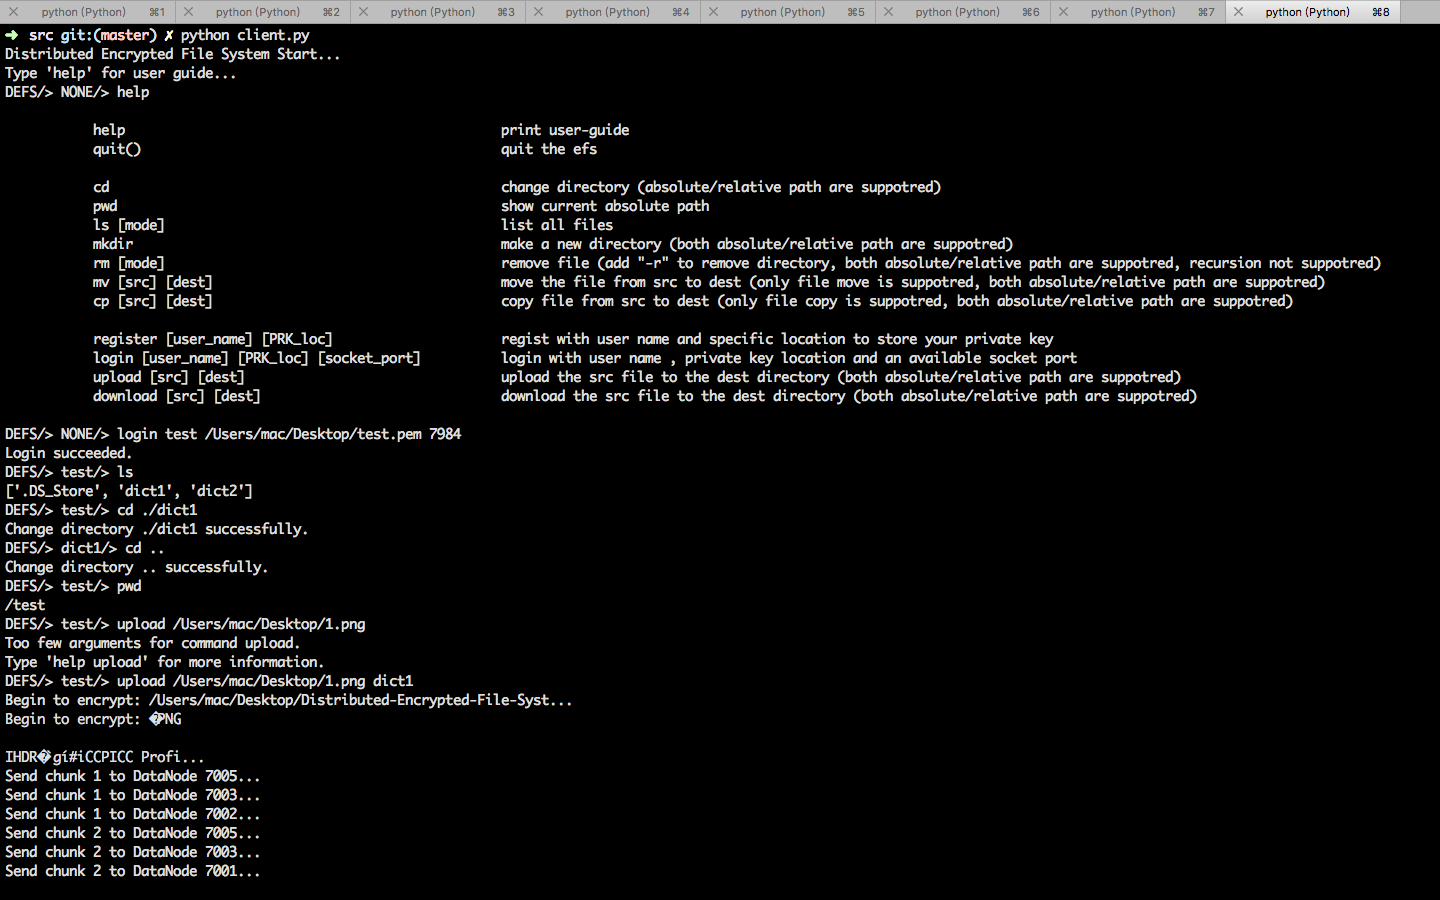 python (Python) ⌘1 python (Python) ⌘2 python (Python) ⌘3 python (Python) ⌘4 python (Python) ⌘5 python (Python) ⌘6 python (Python) ⌘7 python (Python) ⌘8
➜ src git:(master) ✗ python client.py
Distributed Encrypted File System Start...
Type 'help' for user guide...
DEFS/> NONE/> help
help print user-guide
quit() quit the efs
cd change directory (absolute/relative path are suppotred)
pwd show current absolute path
ls [mode] list all files
mkdir make a new directory (both absolute/relative path are suppotred)
rm [mode] remove file (add "-r" to remove directory, both absolute/relative path are suppotred, recursion not suppotred)
mv [src] [dest] move the file from src to dest (only file move is suppotred, both absolute/relative path are suppotred)
cp [src] [dest] copy file from src to dest (only file copy is suppotred, both absolute/relative path are suppotred)
register [user_name] [PRK_loc] regist with user name and specific location to store your private key
login [user_name] [PRK_loc] [socket_port] login with user name , private key location and an available socket port
upload [src] [dest] upload the src file to the dest directory (both absolute/relative path are suppotred)
download [src] [dest] download the src file to the dest directory (both absolute/relative path are suppotred)
DEFS/> NONE/> login test /Users/mac/Desktop/test.pem 7984
Login succeeded.
DEFS/> test/> ls
['.DS_Store', 'dict1', 'dict2']
DEFS/> test/> cd ./dict1
Change directory ./dict1 successfully.
DEFS/> dict1/> cd ..
Change directory .. successfully.
DEFS/> test/> pwd
/test
DEFS/> test/> upload /Users/mac/Desktop/1.png
Too few arguments for command upload.
Type 'help upload' for more information.
DEFS/> test/> upload /Users/mac/Desktop/1.png dict1
Begin to encrypt: /Users/mac/Desktop/Distributed-Encrypted-File-Syst...
Begin to encrypt: �PNG
IHDR�gí#iCCPICC Profi...
Send chunk 1 to DataNode 7005...
Send chunk 1 to DataNode 7003...
Send chunk 1 to DataNode 7002...
Send chunk 2 to DataNode 7005...
Send chunk 2 to DataNode 7003...
Send chunk 2 to DataNode 7001...